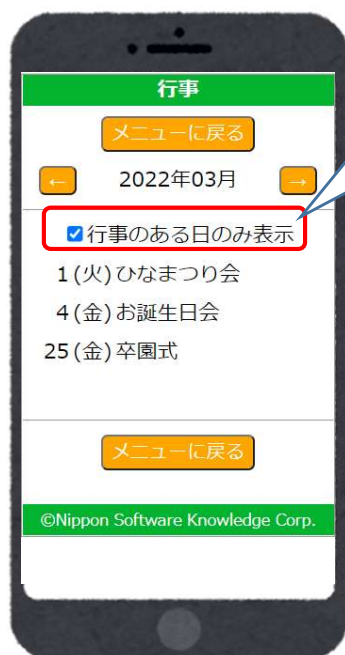 行事
メニューに戻る
← 2022年03月 →
行事のある日のみ表示
1(火)ひなまつり会
4(金)お誕生日会
25(金)卒園式
メニューに戻る
©Nippon Software Knowledge Corp.